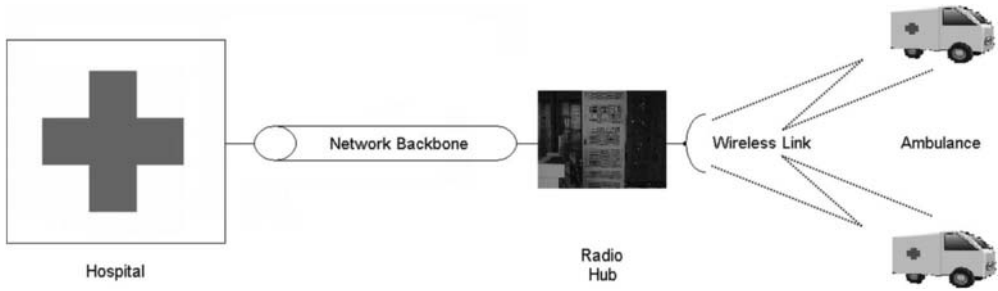 Network Backbone
Wireless Link
Ambulance
Hospital
Radio
Hub